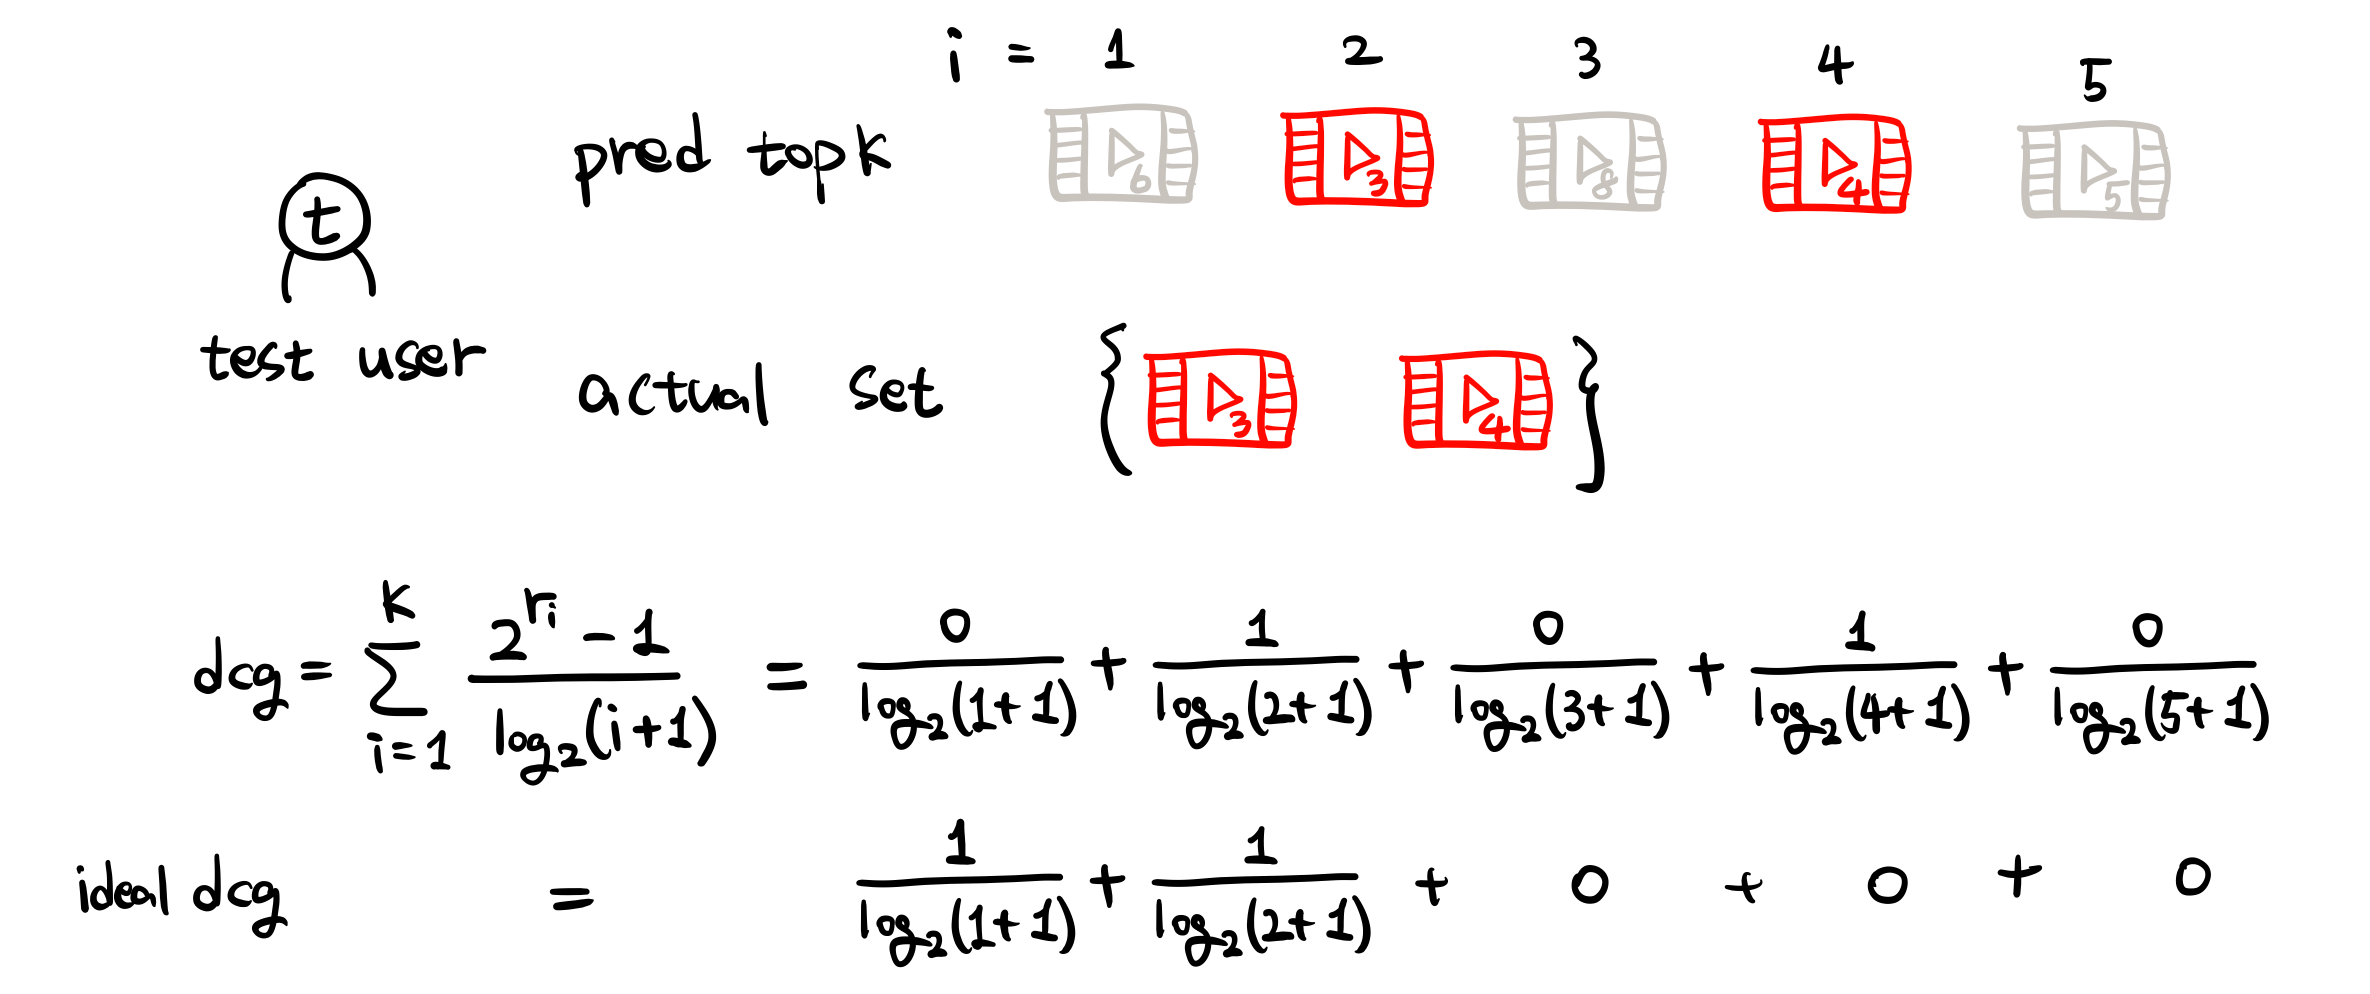 i = 1 2 3 4 5
pred topk 6 3 8 4 5
t
test user
actual set { 3 4 }
dcg = \sum_{i=1}^{K} \frac{2^{r_i} - 1}{\log_2(i+1)} = \frac{0}{\log_2(1+1)} + \frac{1}{\log_2(2+1)} + \frac{0}{\log_2(3+1)} + \frac{1}{\log_2(4+1)} + \frac{0}{\log_2(5+1)}
ideal dcg = \frac{1}{\log_2(1+1)} + \frac{1}{\log_2(2+1)} + 0 + 0 + 0